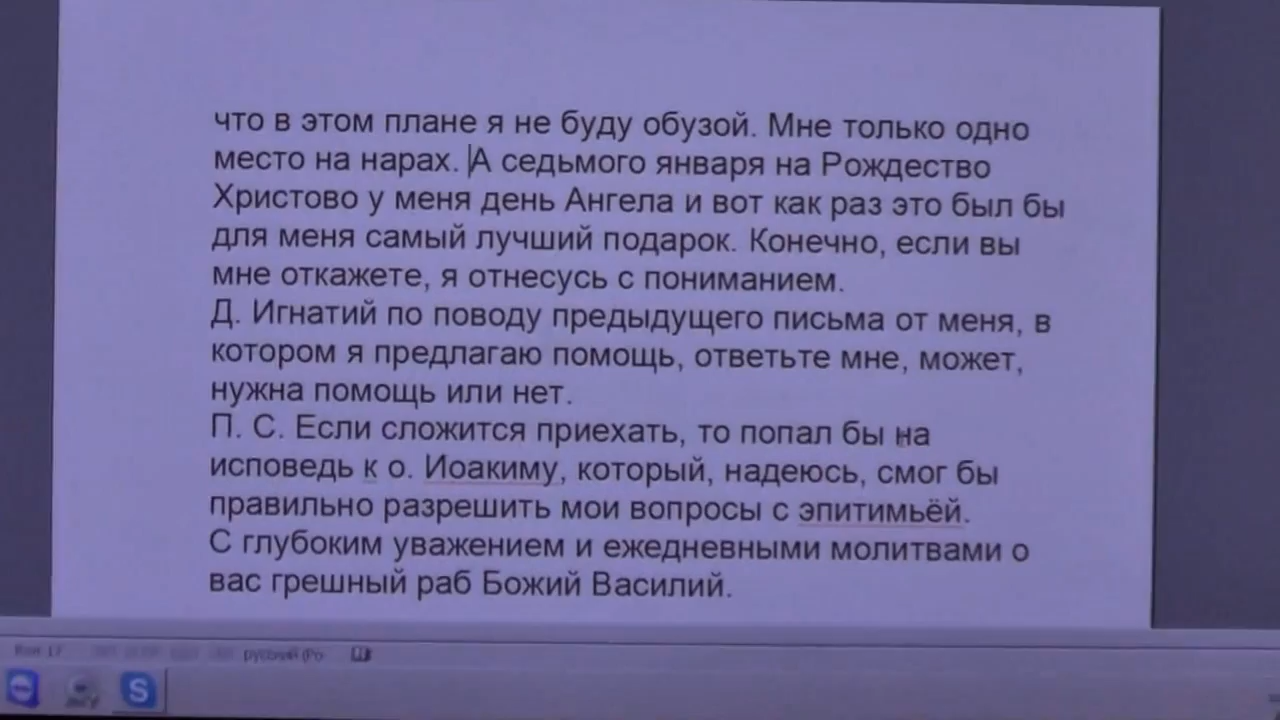 что в этом плане я не буду обузой. Мне только одно
место на нарах. А седьмого января на Рождество
Христово у меня день Ангела и вот как раз это был бы
для меня самый лучший подарок. Конечно, если вы
мне откажете, я отнесусь с пониманием.
Д. Игнатий по поводу предыдущего письма от меня, в
котором я предлагаю помощь, ответьте мне, может,
нужна помощь или нет.
П. С. Если сложится приехать, то попал бы на
исповедь к о. Иоакиму, который, надеюсь, смог бы
правильно разрешить мои вопросы с эпитимьёй.
С глубоким уважением и ежедневными молитвами о
вас грешный раб Божий Василий.
русский (Ро